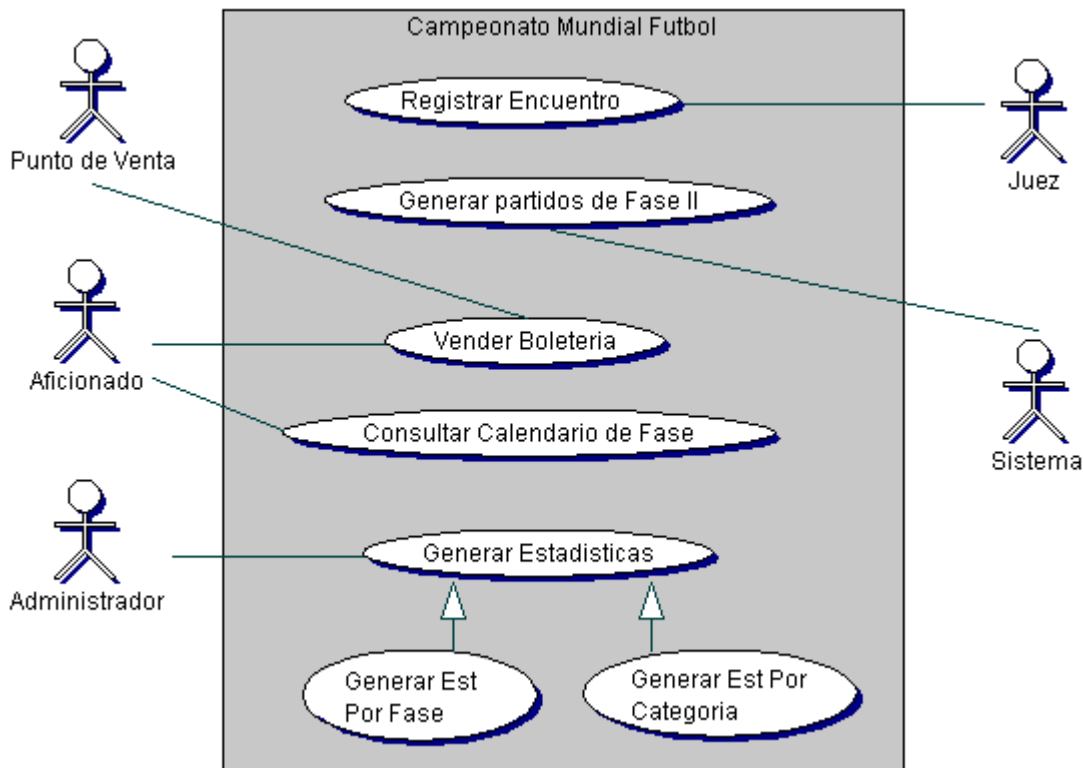 Campeonato Mundial Futbol
Registrar Encuentro
Punto de Venta
Juez
Generar partidos de Fase II
Vender Boleteria
Aficionado
Consultar Calendario de Fase
Sistema
Generar Estadisticas
Administrador
Generar Est
Por Fase
Generar Est Por
Categoria